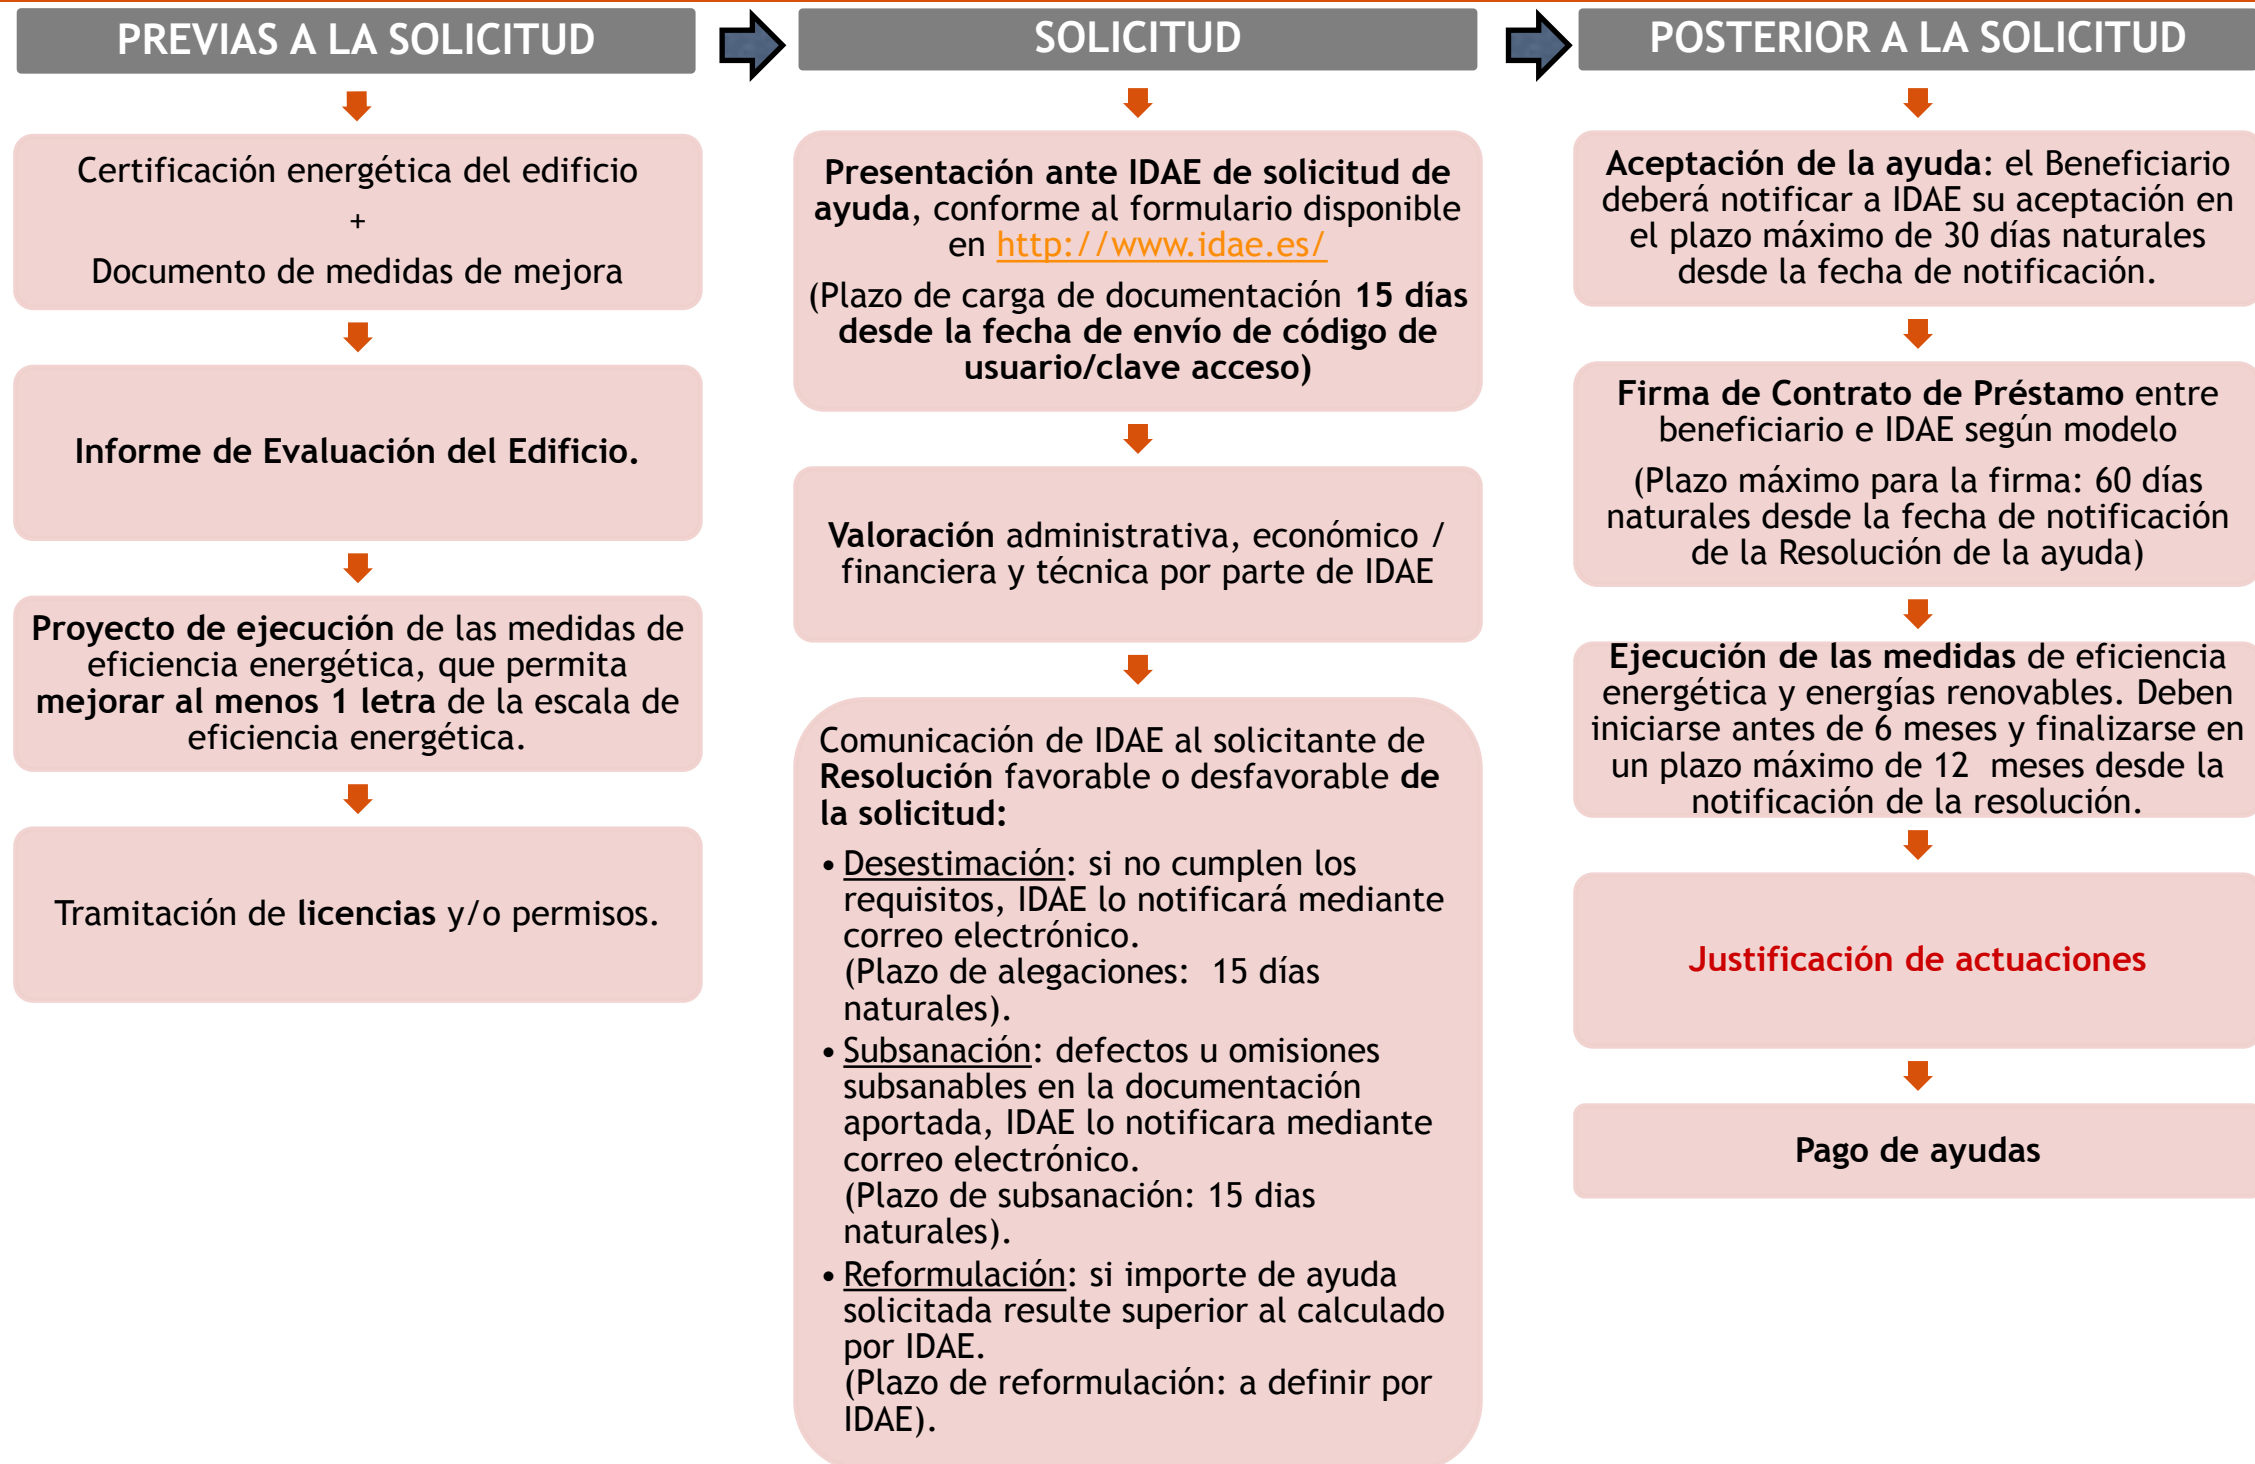 PREVIAS A LA SOLICITUD
Certificación energética del edificio
+
Documento de medidas de mejora
Informe de Evaluación del Edificio.
Proyecto de ejecución de las medidas de
eficiencia energética, que permita
mejorar al menos 1 letra de la escala de
eficiencia energética.
Tramitación de licencias y/o permisos.
SOLICITUD
Presentación ante IDAE de solicitud de
ayuda, conforme al formulario disponible
en http://www.idae.es/
(Plazo de carga de documentación 15 días
desde la fecha de envío de código de
usuario/clave acceso)
Valoración administrativa, económico /
financiera y técnica por parte de IDAE
Comunicación de IDAE al solicitante de
Resolución favorable o desfavorable de
la solicitud:
• Desestimación: si no cumplen los
requisitos, IDAE lo notificará mediante
correo electrónico.
(Plazo de alegaciones: 15 días
naturales).
• Subsanación: defectos u omisiones
subsanables en la documentación
aportada, IDAE lo notificara mediante
correo electrónico.
(Plazo de subsanación: 15 dias
naturales).
• Reformulación: si importe de ayuda
solicitada resulte superior al calculado
por IDAE.
(Plazo de reformulación: a definir por
IDAE).
POSTERIOR A LA SOLICITUD
Aceptación de la ayuda: el Beneficiario
deberá notificar a IDAE su aceptación en
el plazo máximo de 30 días naturales
desde la fecha de notificación.
Firma de Contrato de Préstamo entre
beneficiario e IDAE según modelo
(Plazo máximo para la firma: 60 días
naturales desde la fecha de notificación
de la Resolución de la ayuda)
Ejecución de las medidas de eficiencia
energética y energías renovables. Deben
iniciarse antes de 6 meses y finalizarse en
un plazo máximo de 12 meses desde la
notificación de la resolución.
Justificación de actuaciones
Pago de ayudas